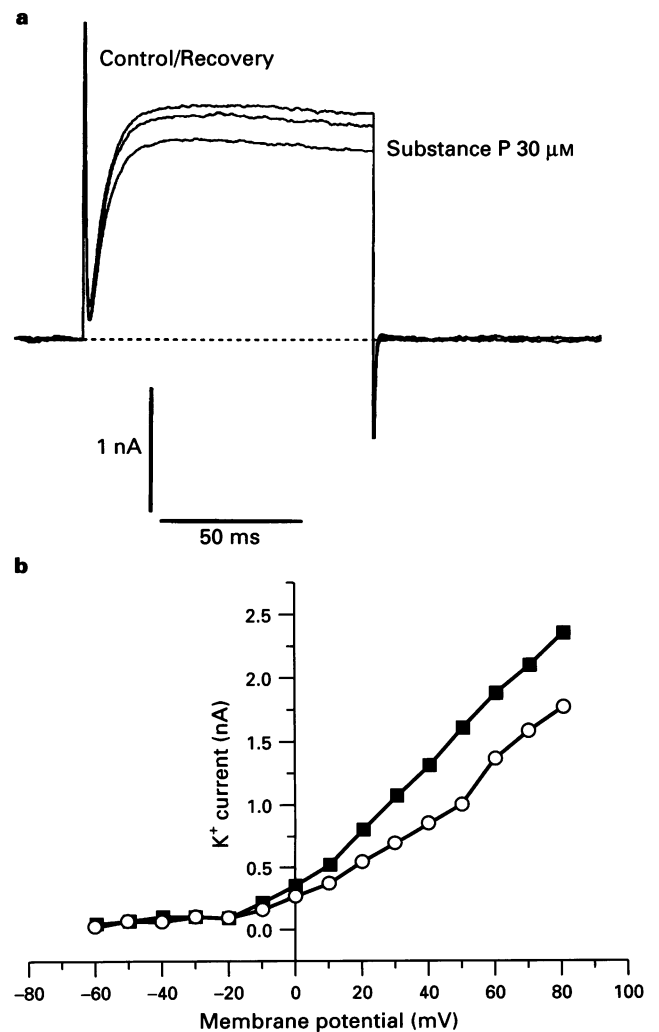 a
Control/Recovery
Substance P 30 μM
1 nA
50 ms
b
2.5
2.0
1.5
1.0
0.5
0.0
K⁺ current (nA)
−80 −60 −40 −20 0 20 40 60 80 100
Membrane potential (mV)